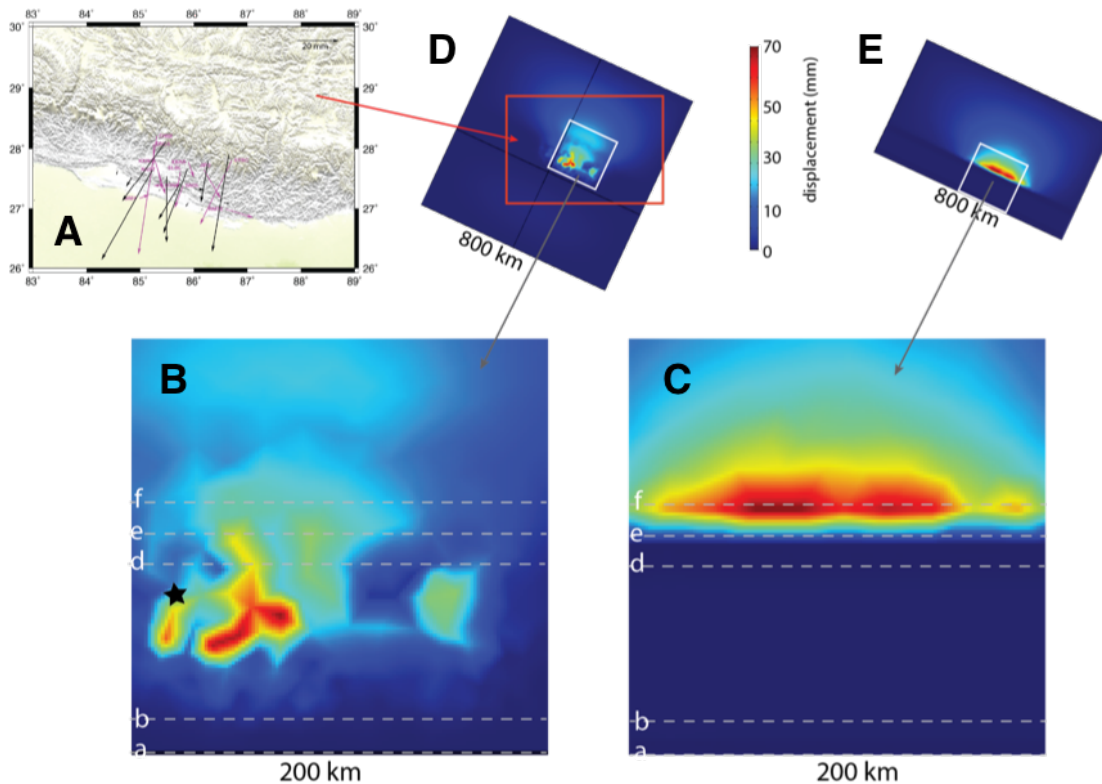 83˚ 84˚ 85˚ 86˚ 87˚ 88˚ 89˚
30˚ 30˚
20 mm
29˚ 29˚
28˚ 28˚
27˚ 27˚
26˚ 26˚
83˚ 84˚ 85˚ 86˚ 87˚ 88˚ 89˚
A
D
800 km
70
50
30
10
0
displacement (mm)
E
800 km
B
f
e
d
b
a
200 km
C
f
e
d
b
a
200 km